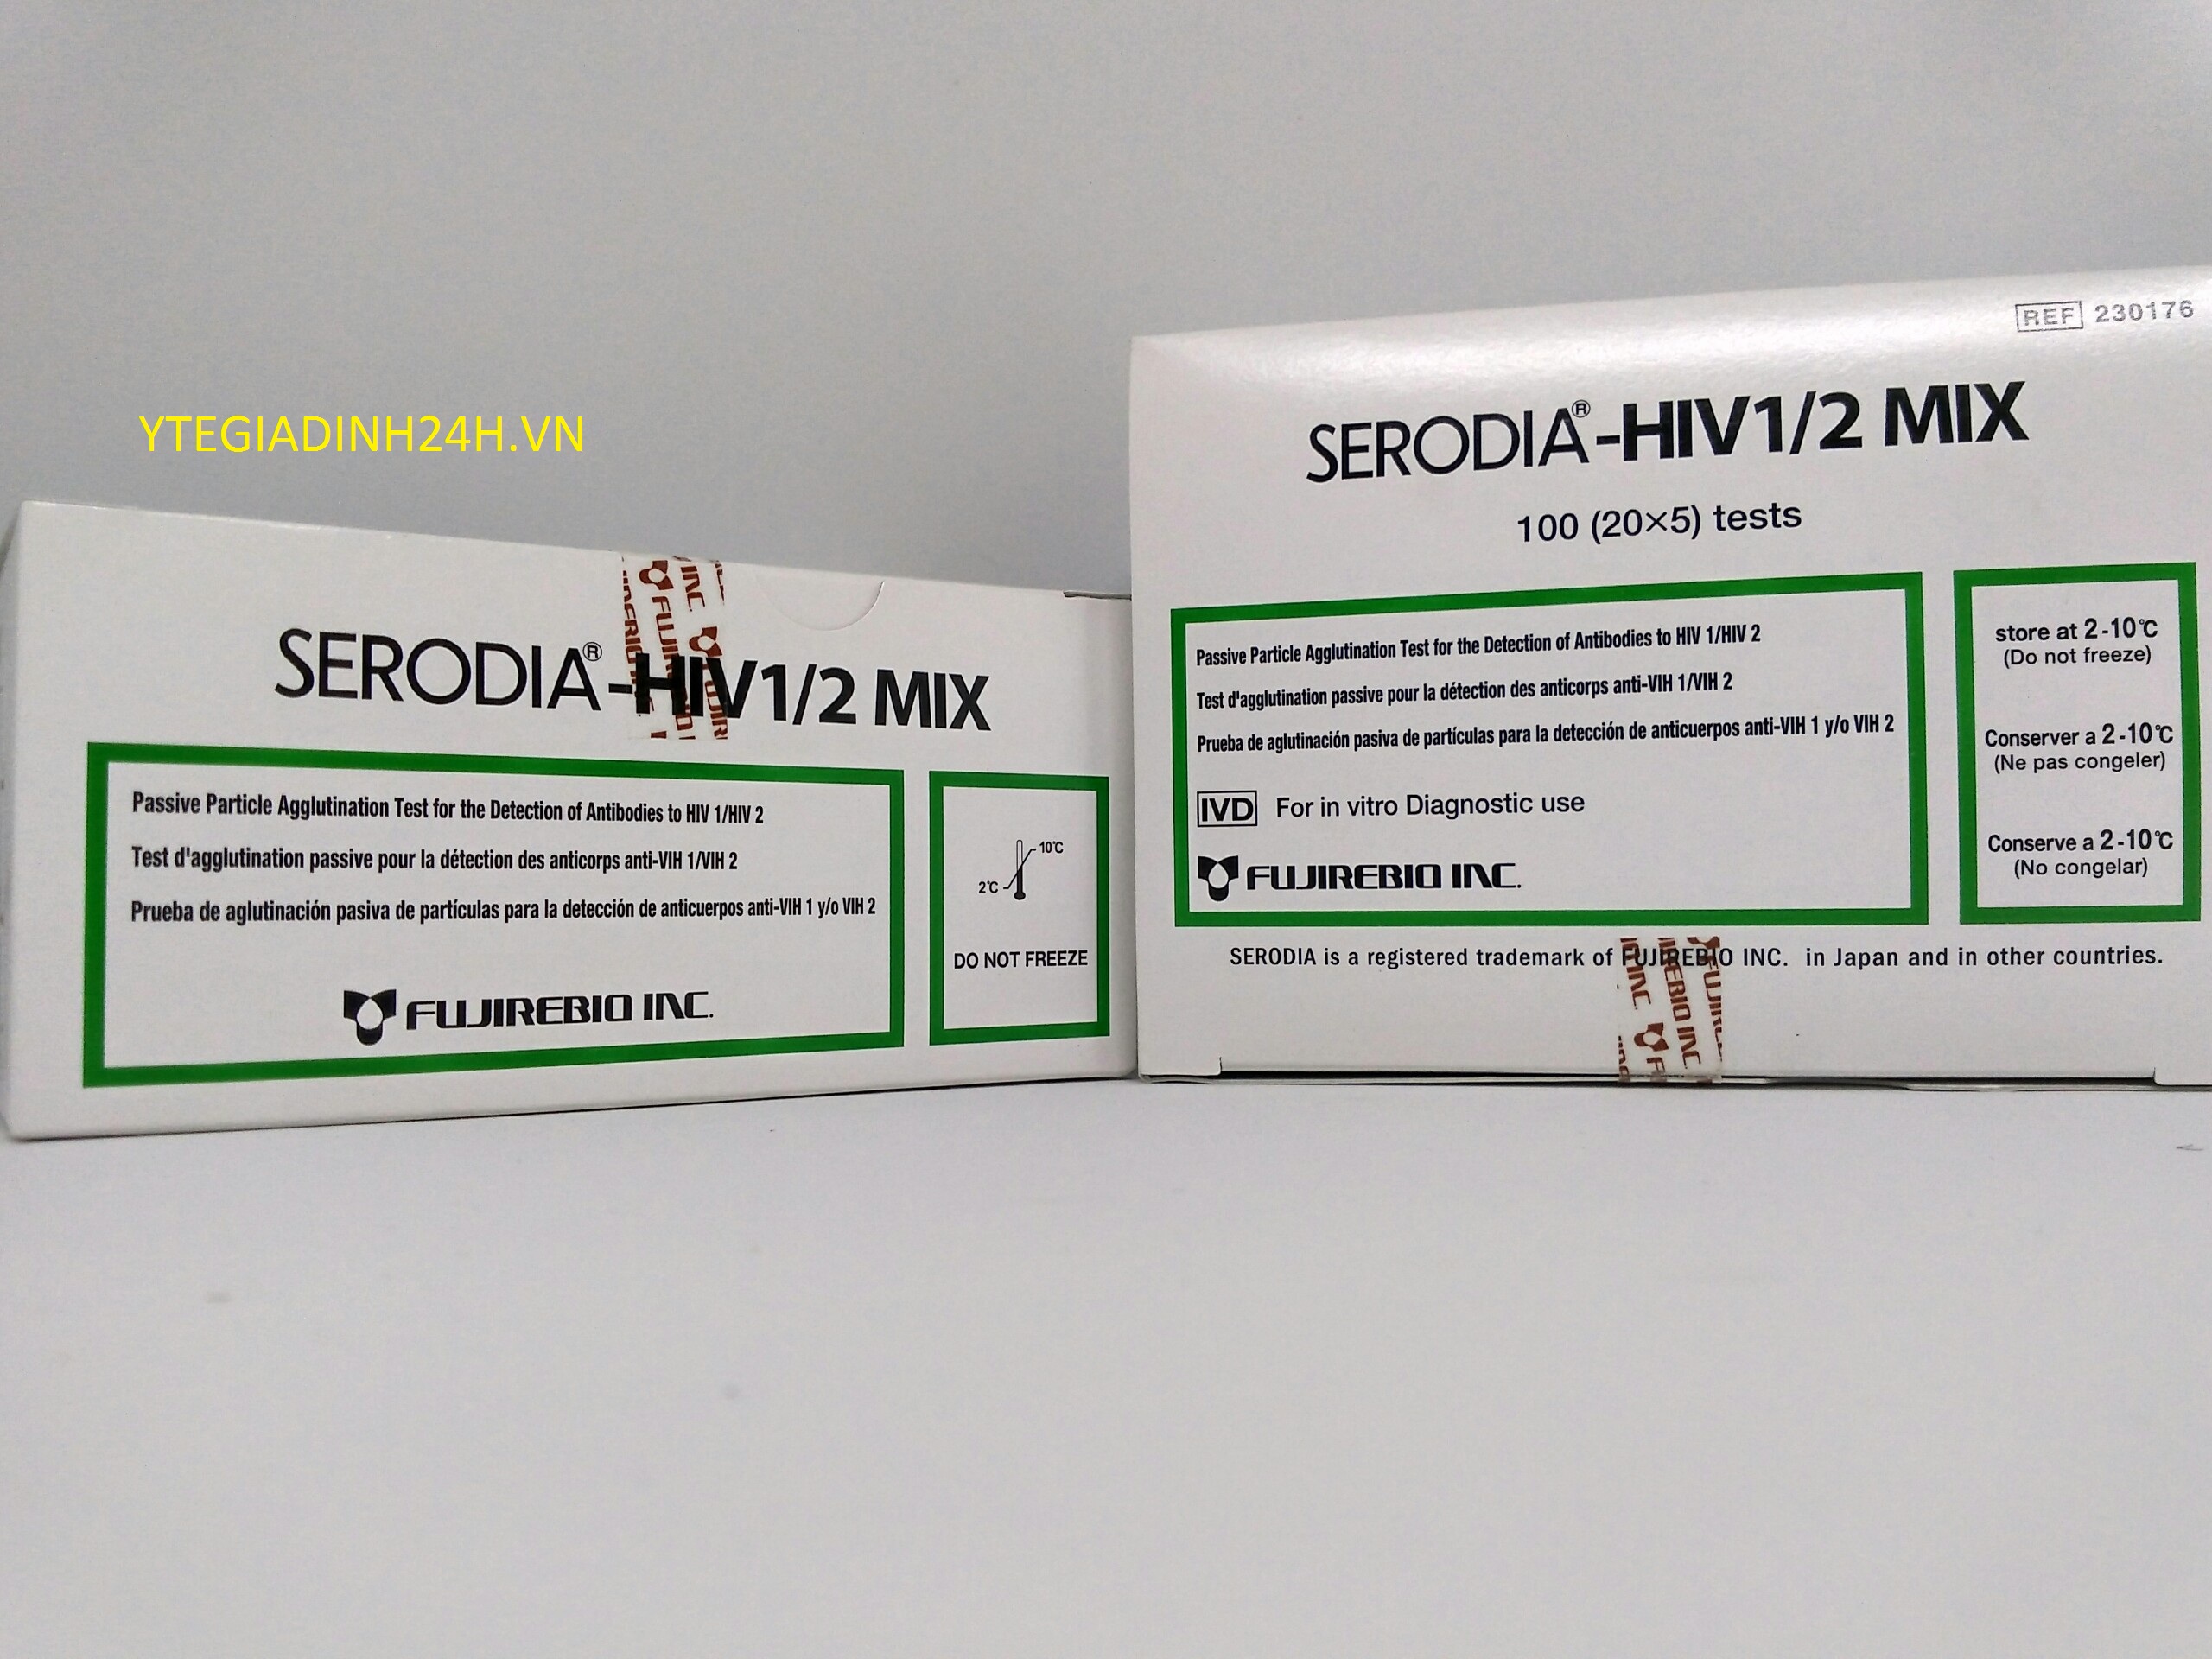 YTEGIADINH24H.VN
SERODIA®-HIV1/2 MIX
Passive Particle Agglutination Test for the Detection of Antibodies to HIV 1/HIV 2
Test d'agglutination passive pour la détection des anticorps anti-VIH 1/VIH 2
Prueba de aglutinación pasiva de partículas para la detección de anticuerpos anti-VIH 1 y/o VIH 2
FUJIREBIO INC.
10℃
2℃
DO NOT FREEZE
REF 230176
SERODIA®-HIV1/2 MIX
100 (20×5) tests
Passive Particle Agglutination Test for the Detection of Antibodies to HIV 1/HIV 2
Test d'agglutination passive pour la détection des anticorps anti-VIH 1/VIH 2
Prueba de aglutinación pasiva de partículas para la detección de anticuerpos anti-VIH 1 y/o VIH 2
IVD For in vitro Diagnostic use
FUJIREBIO INC.
store at 2-10℃
(Do not freeze)
Conserver a 2-10℃
(Ne pas congeler)
Conserve a 2-10℃
(No congelar)
SERODIA is a registered trademark of FUJIREBIO INC. in Japan and in other countries.